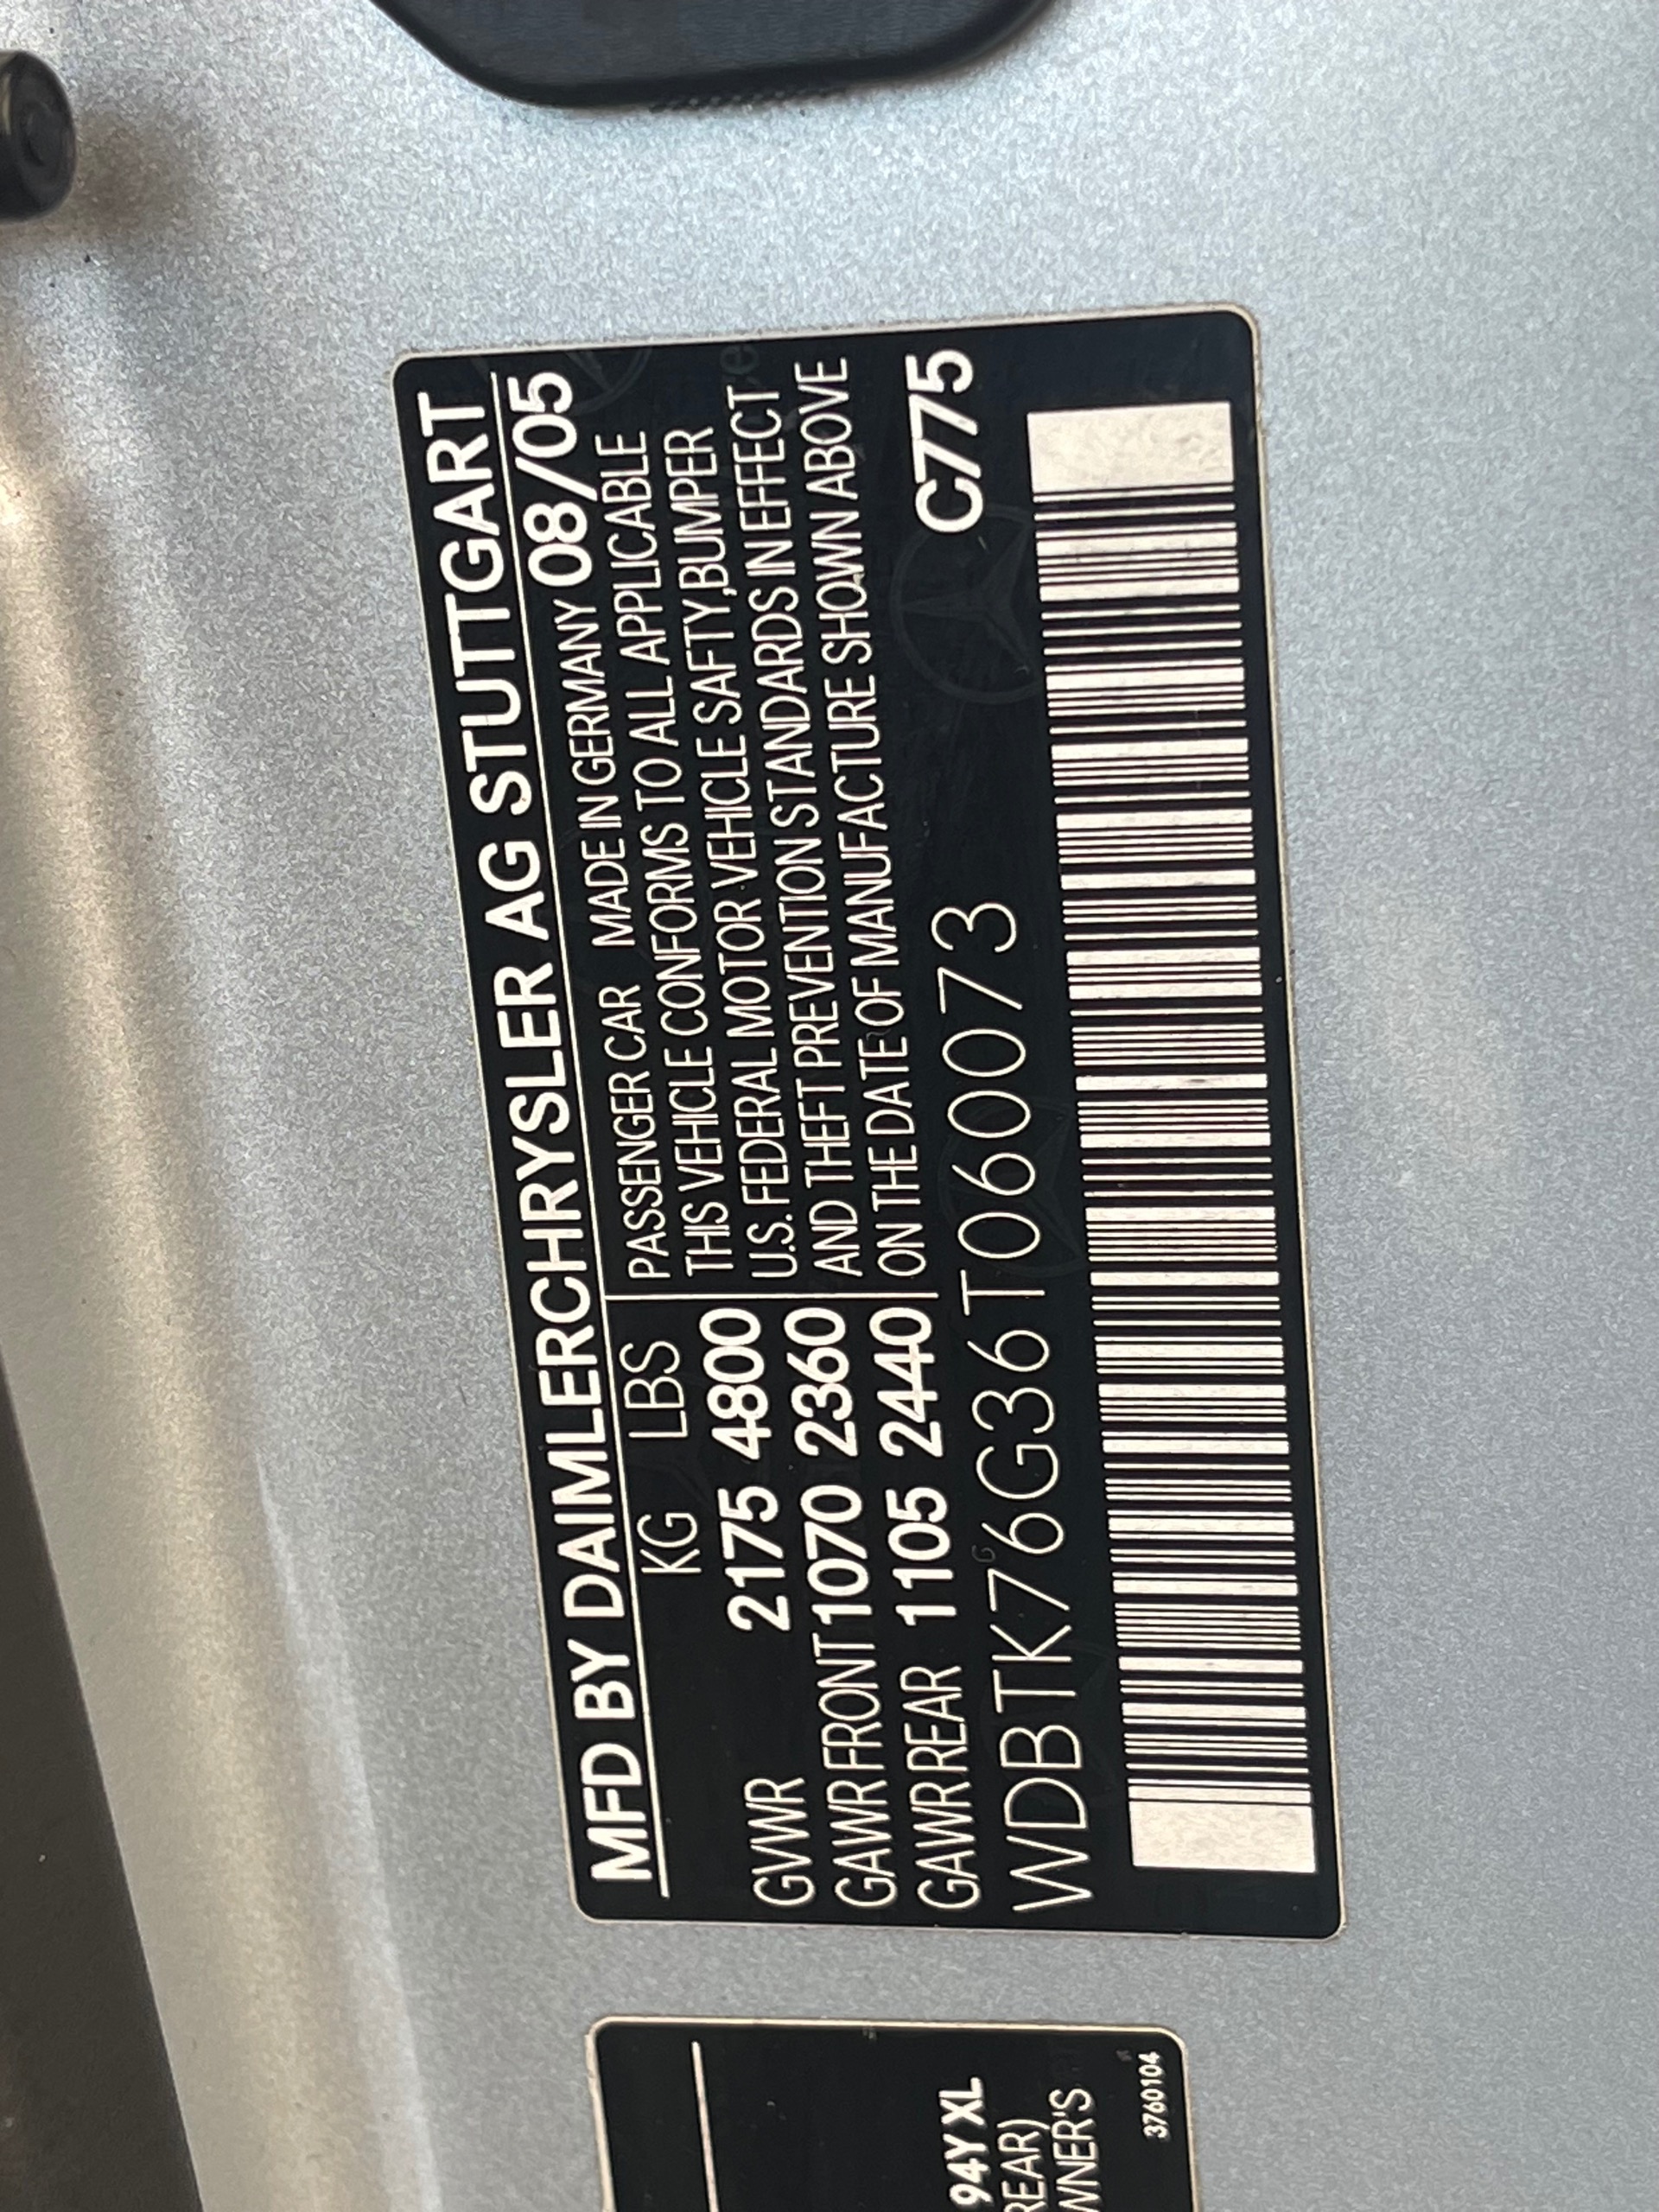 MFD BY DAIMLERCHRYSLER AG STUTTGART
KG LBS
GVWR 2175 4800
GAWR FRONT 1070 2360
GAWR REAR 1105 2440
PASSENGER CAR MADE IN GERMANY 08/05
THIS VEHICLE CONFORMS TO ALL APPLICABLE
U.S. FEDERAL MOTOR VEHICLE SAFTY,BUMPER
AND THEFT PREVENTION STANDARDS IN EFFECT
ON THE DATE OF MANUFACTURE SHOWN ABOVE
WDBTK76G36T060073 C775
94Y XL
REAR)
WNER'S
3760104